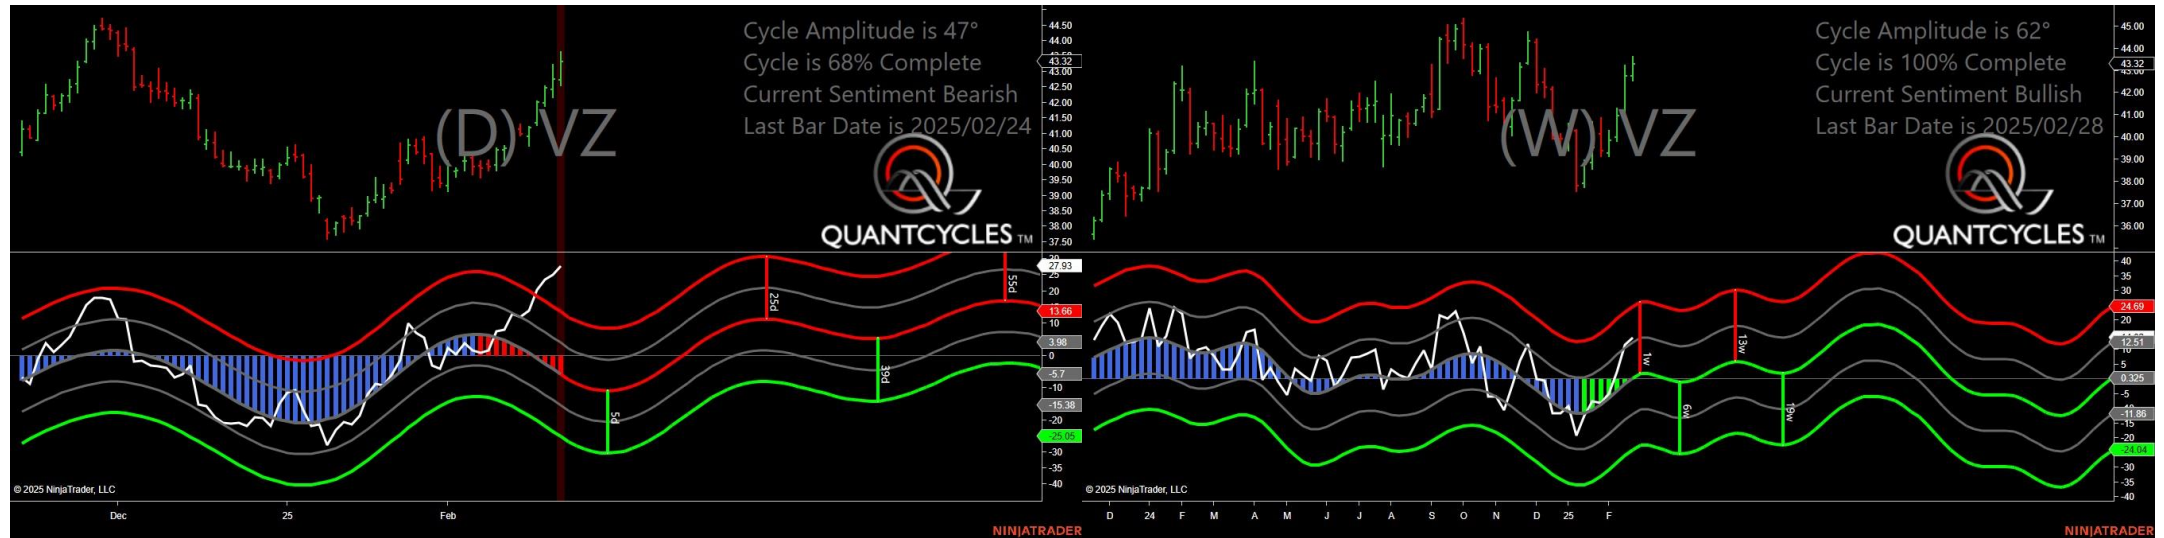 Cycle Amplitude is 47°
Cycle is 68% Complete
Current Sentiment Bearish
Last Bar Date is 2025/02/24
(D) VZ
QUANTCYCLES TM
44.50
44.00
43.32
43.00
42.50
42.00
41.50
41.00
40.50
40.00
39.50
39.00
38.50
38.00
37.50
27.93
25
20
13.66
10
3.98
0
-5.7
-10
-15.38
-20
-25.05
-30
-35
-40
5d
25d
39d
55d
© 2025 NinjaTrader, LLC
Dec
25
Feb
NINJATRADER
Cycle Amplitude is 62°
Cycle is 100% Complete
Current Sentiment Bullish
Last Bar Date is 2025/02/28
(W) VZ
QUANTCYCLES TM
45.00
44.00
43.32
43.00
42.00
41.00
40.00
39.00
38.00
37.00
36.00
40
35
30
24.69
20
12.51
5
0.325
-5
-11.86
-15
-20
-24.04
-30
-35
-40
1w
6w
13w
19w
© 2025 NinjaTrader, LLC
D 24 F M A M J J A S O N D 25 F
NINJATRADER